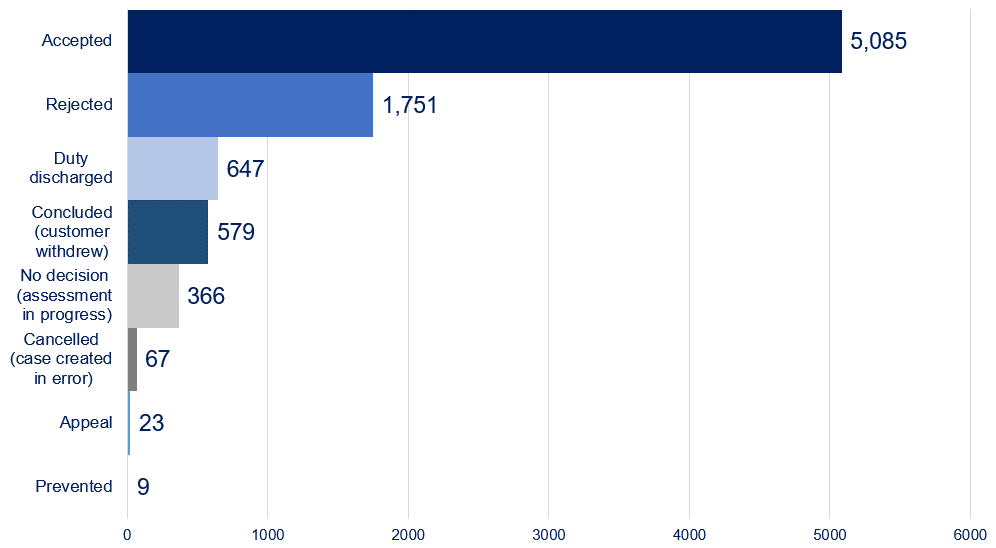 Accepted
5,085
Rejected
1,751
Duty
discharged
647
Concluded
(customer
withdrew)
579
No decision
(assessment
in progress)
366
Cancelled
(case created
in error)
67
Appeal
23
Prevented
9
0 1000 2000 3000 4000 5000 6000